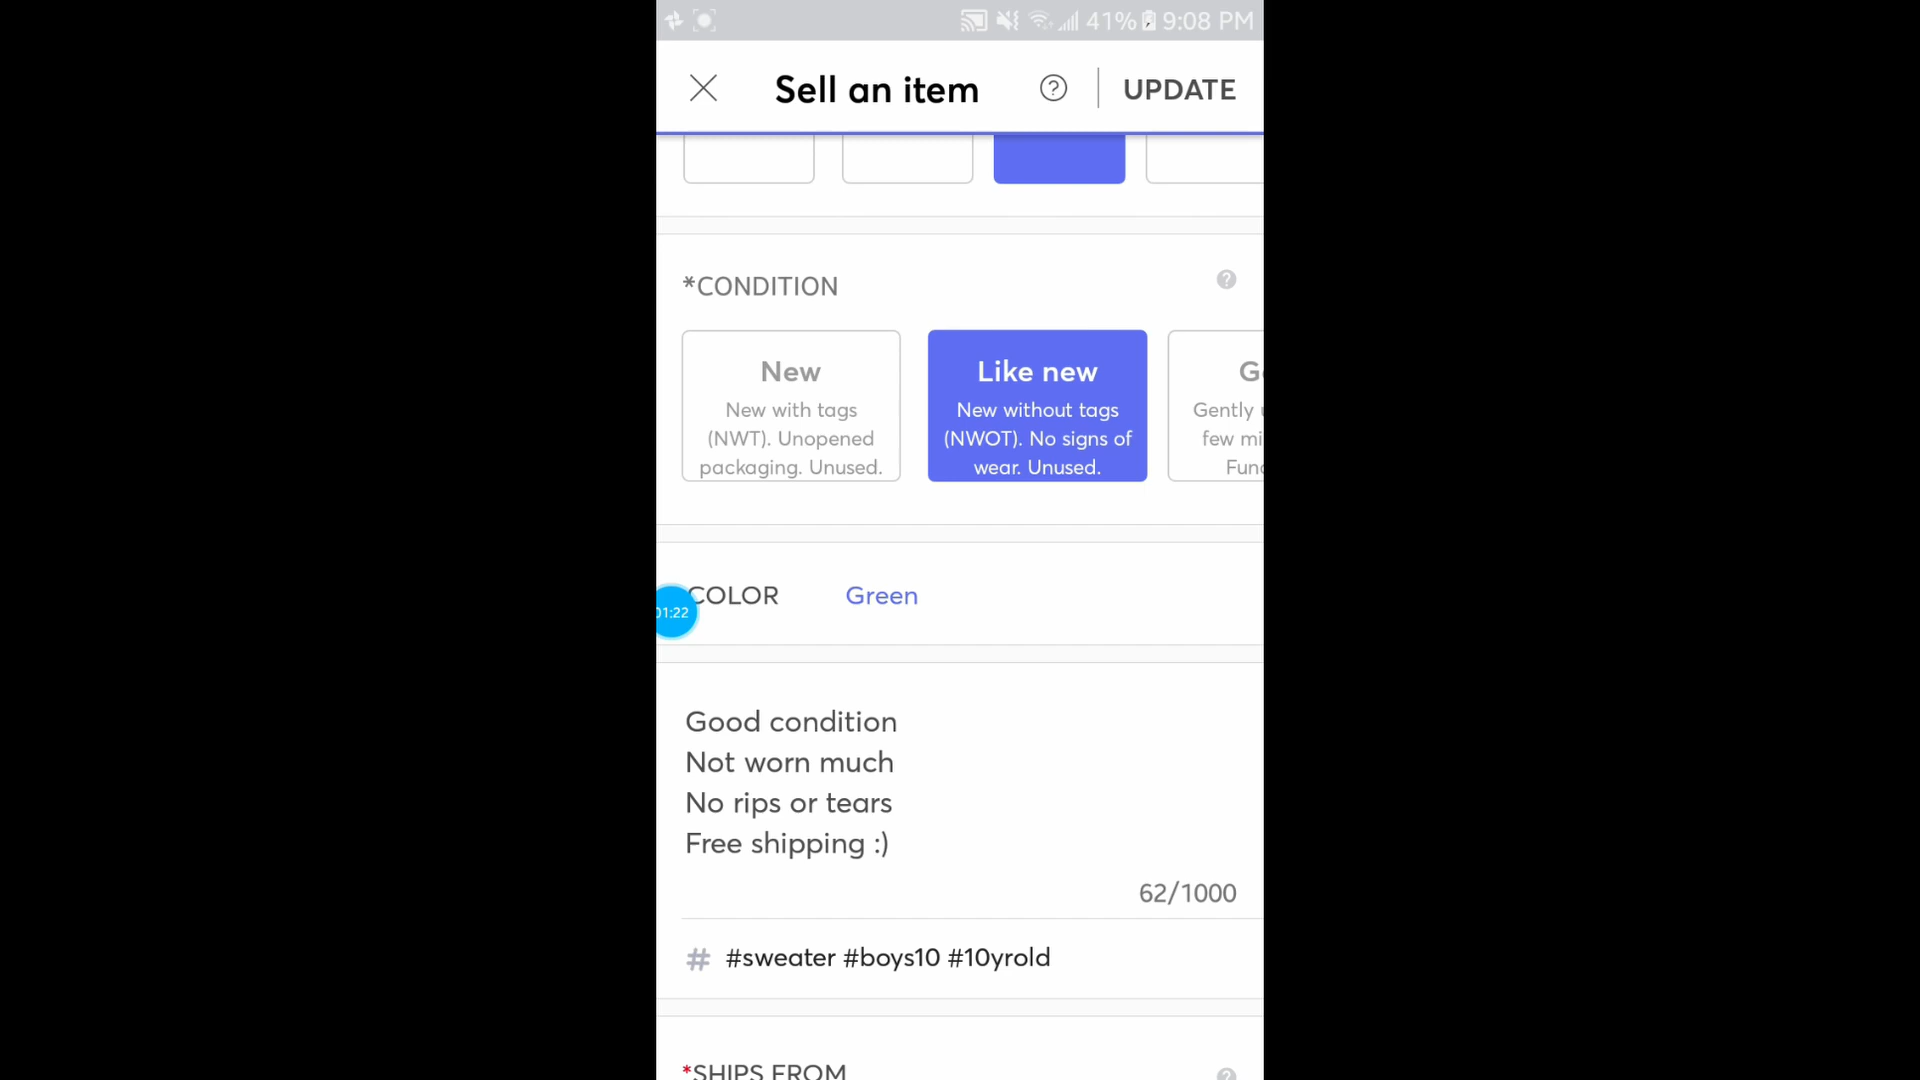 41% 9:08 PM
Sell an item
UPDATE
*CONDITION
New
New with tags
(NWT). Unopened
packaging. Unused.
Like new
New without tags
(NWOT). No signs of
wear. Unused.
Gently
few
COLOR Green
01:22
Good condition
Not worn much
No rips or tears
Free shipping :)
62/1000
# #sweater #boys10 #10yrold
*SHIPS FROM